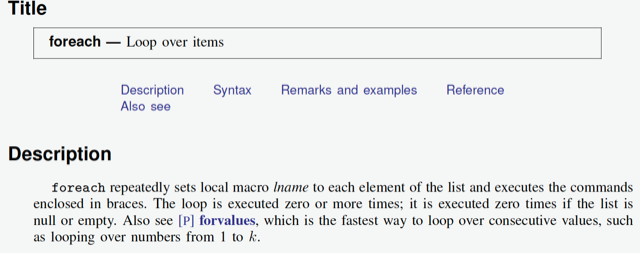 Title
foreach — Loop over items
Description Syntax Remarks and examples Reference
Also see
Description
foreach repeatedly sets local macro lname to each element of the list and executes the commands
enclosed in braces. The loop is executed zero or more times; it is executed zero times if the list is
null or empty. Also see [P] forvalues, which is the fastest way to loop over consecutive values, such
as looping over numbers from 1 to k.